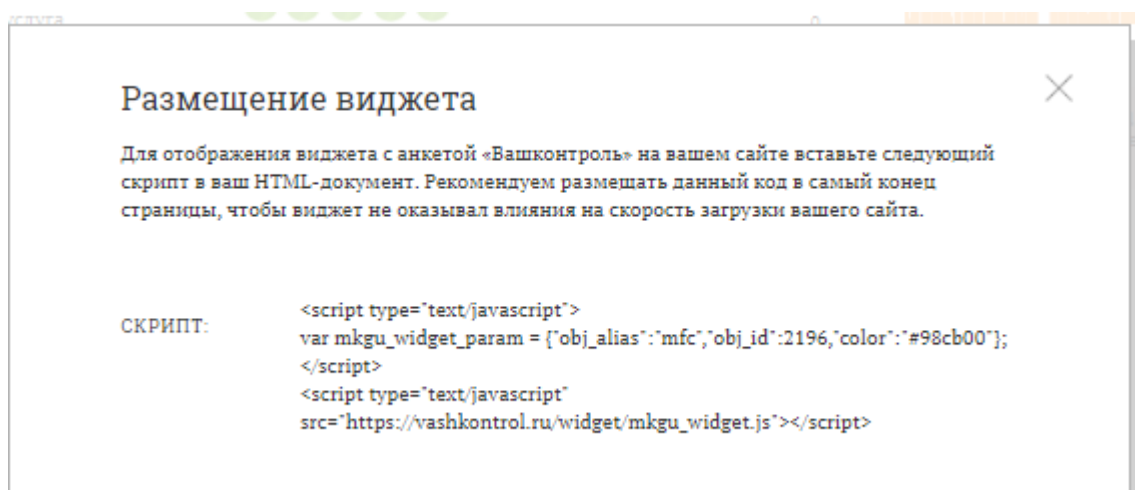 услуга 0
Размещение виджета
Для отображения виджета с анкетой «Вашконтроль» на вашем сайте вставьте следующий
скрипт в ваш HTML-документ. Рекомендуем размещать данный код в самый конец
страницы, чтобы виджет не оказывал влияния на скорость загрузки вашего сайта.
СКРИПТ:
<script type="text/javascript">
var mkgu_widget_param = {"obj_alias":"mfc","obj_id":2196,"color":"#98cb00"};
</script>
<script type="text/javascript"
src="https://vashkontrol.ru/widget/mkgu_widget.js"></script>